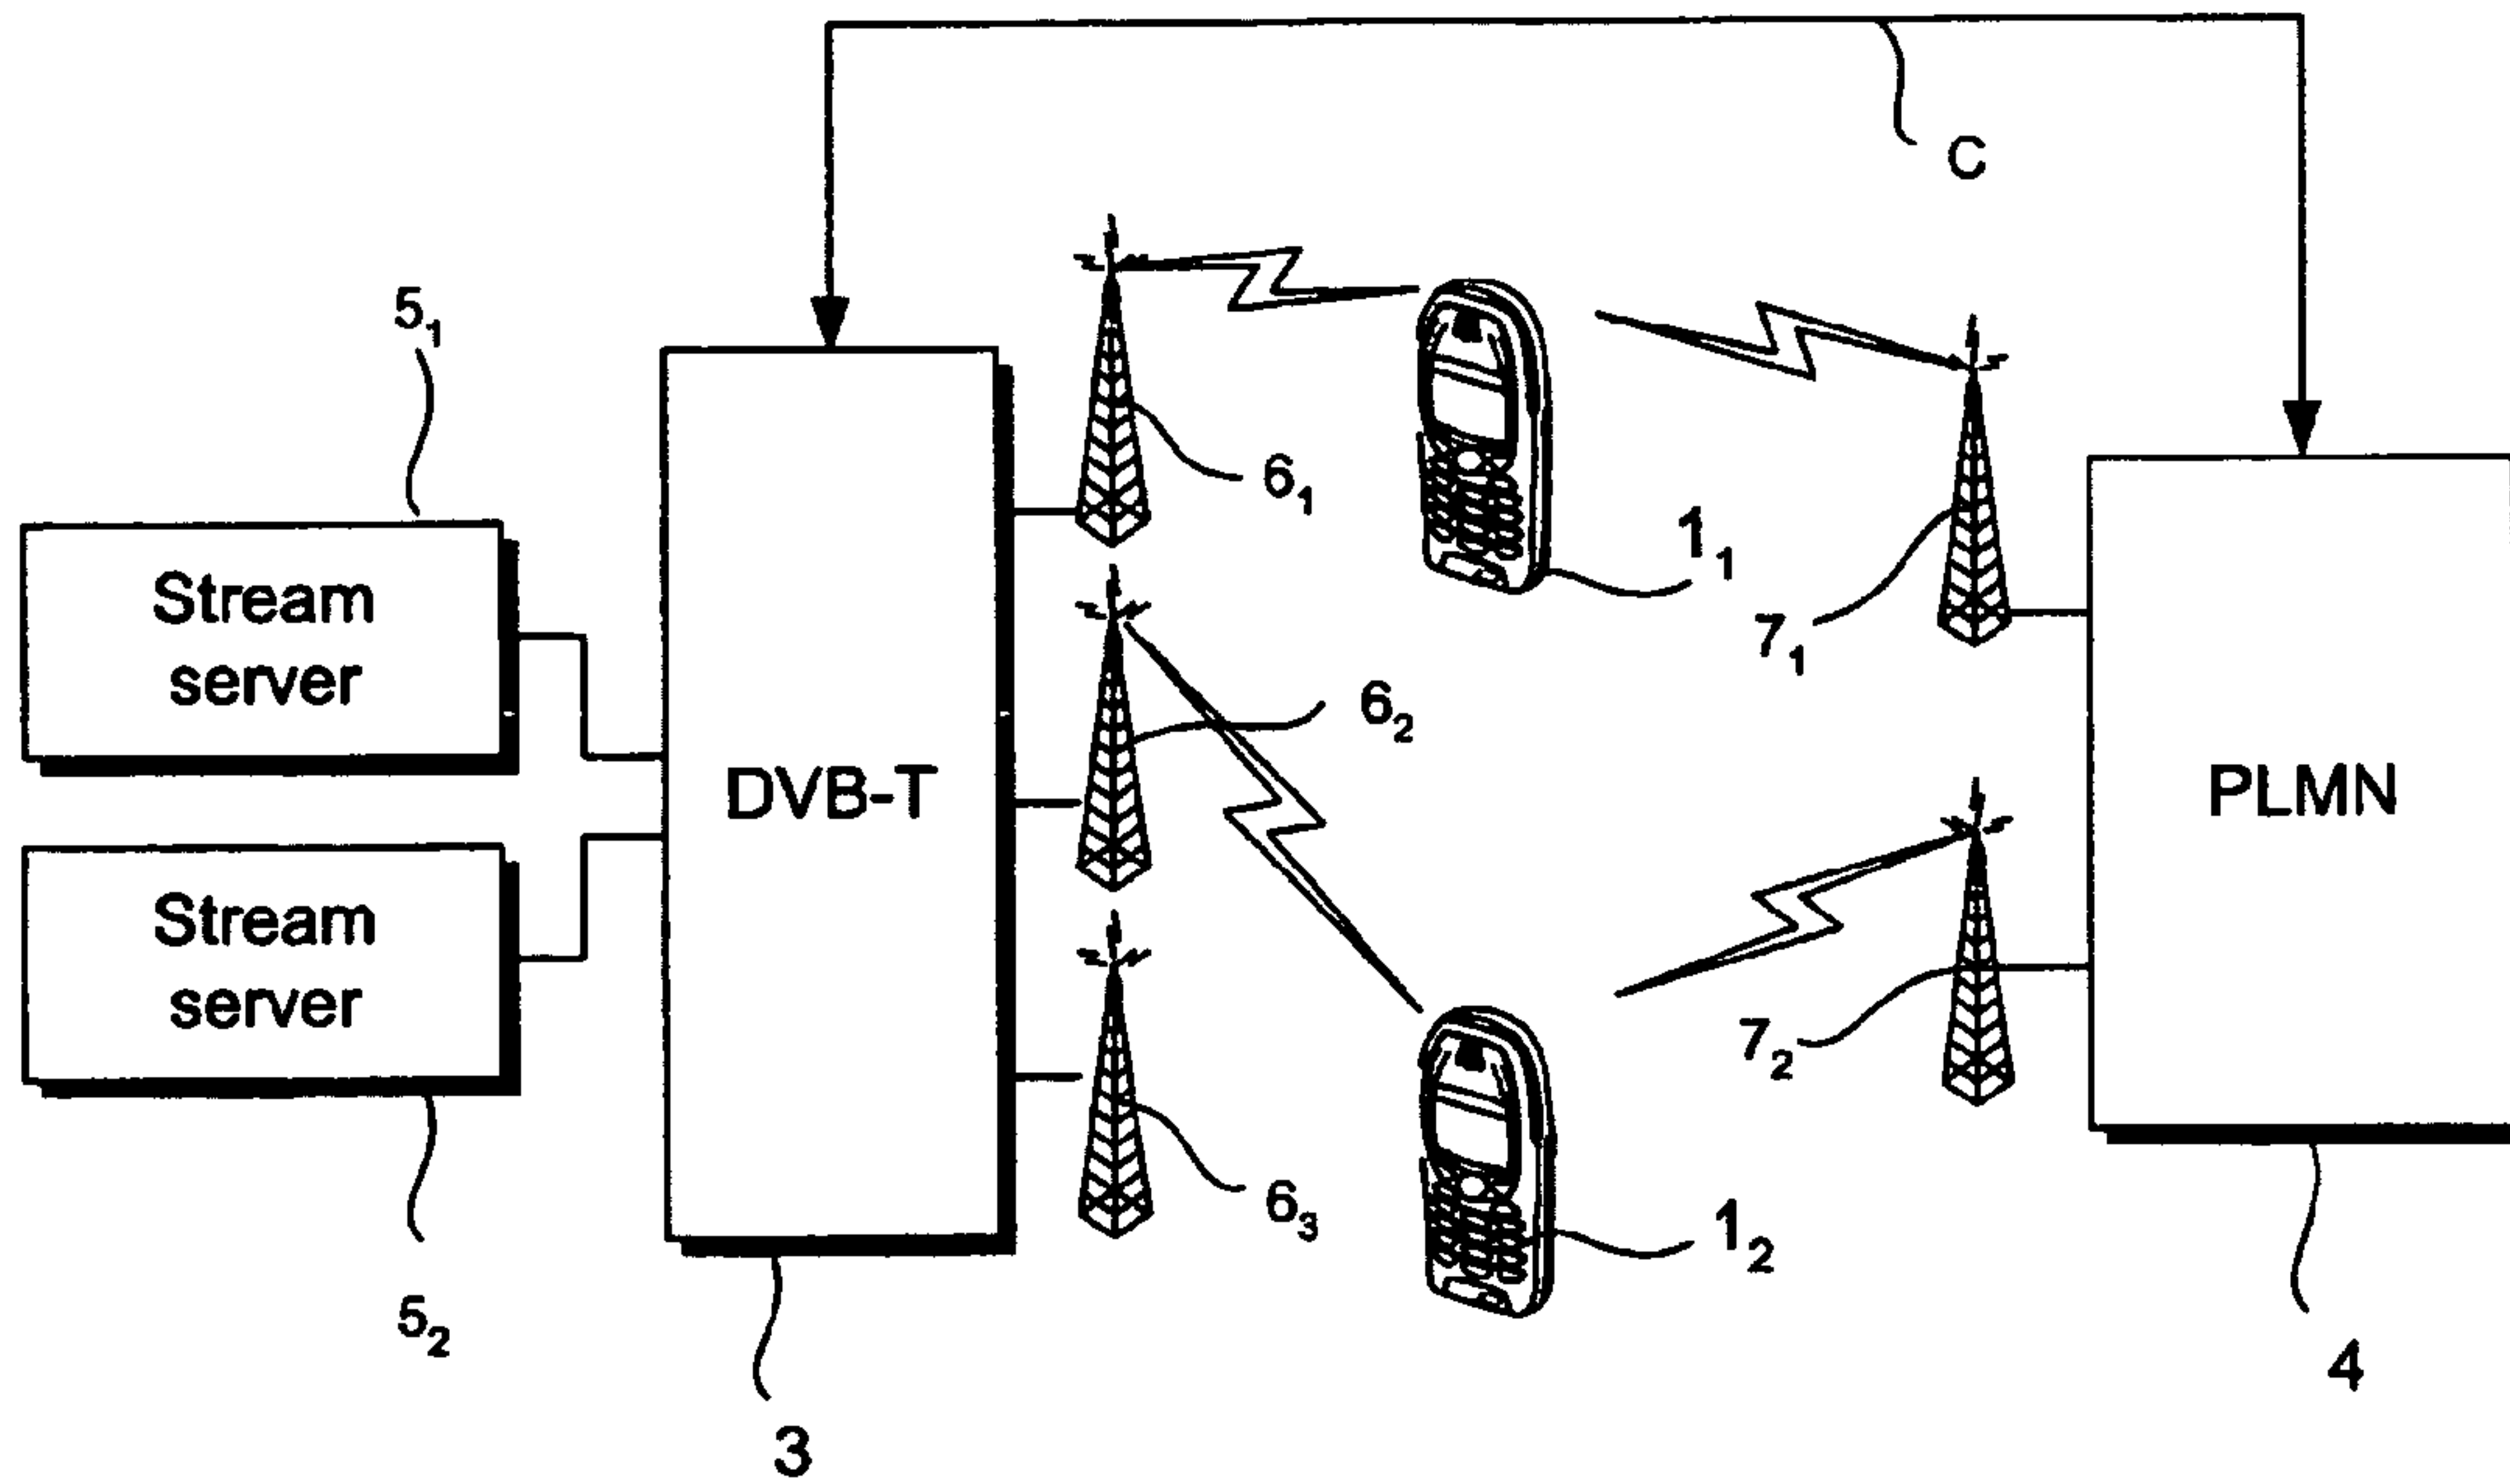 C
5₁
6₁
1₁
Stream
server
7₁
6₂
DVB-T
PLMN
Stream
server
7₂
6₃
1₂
5₂
4
3